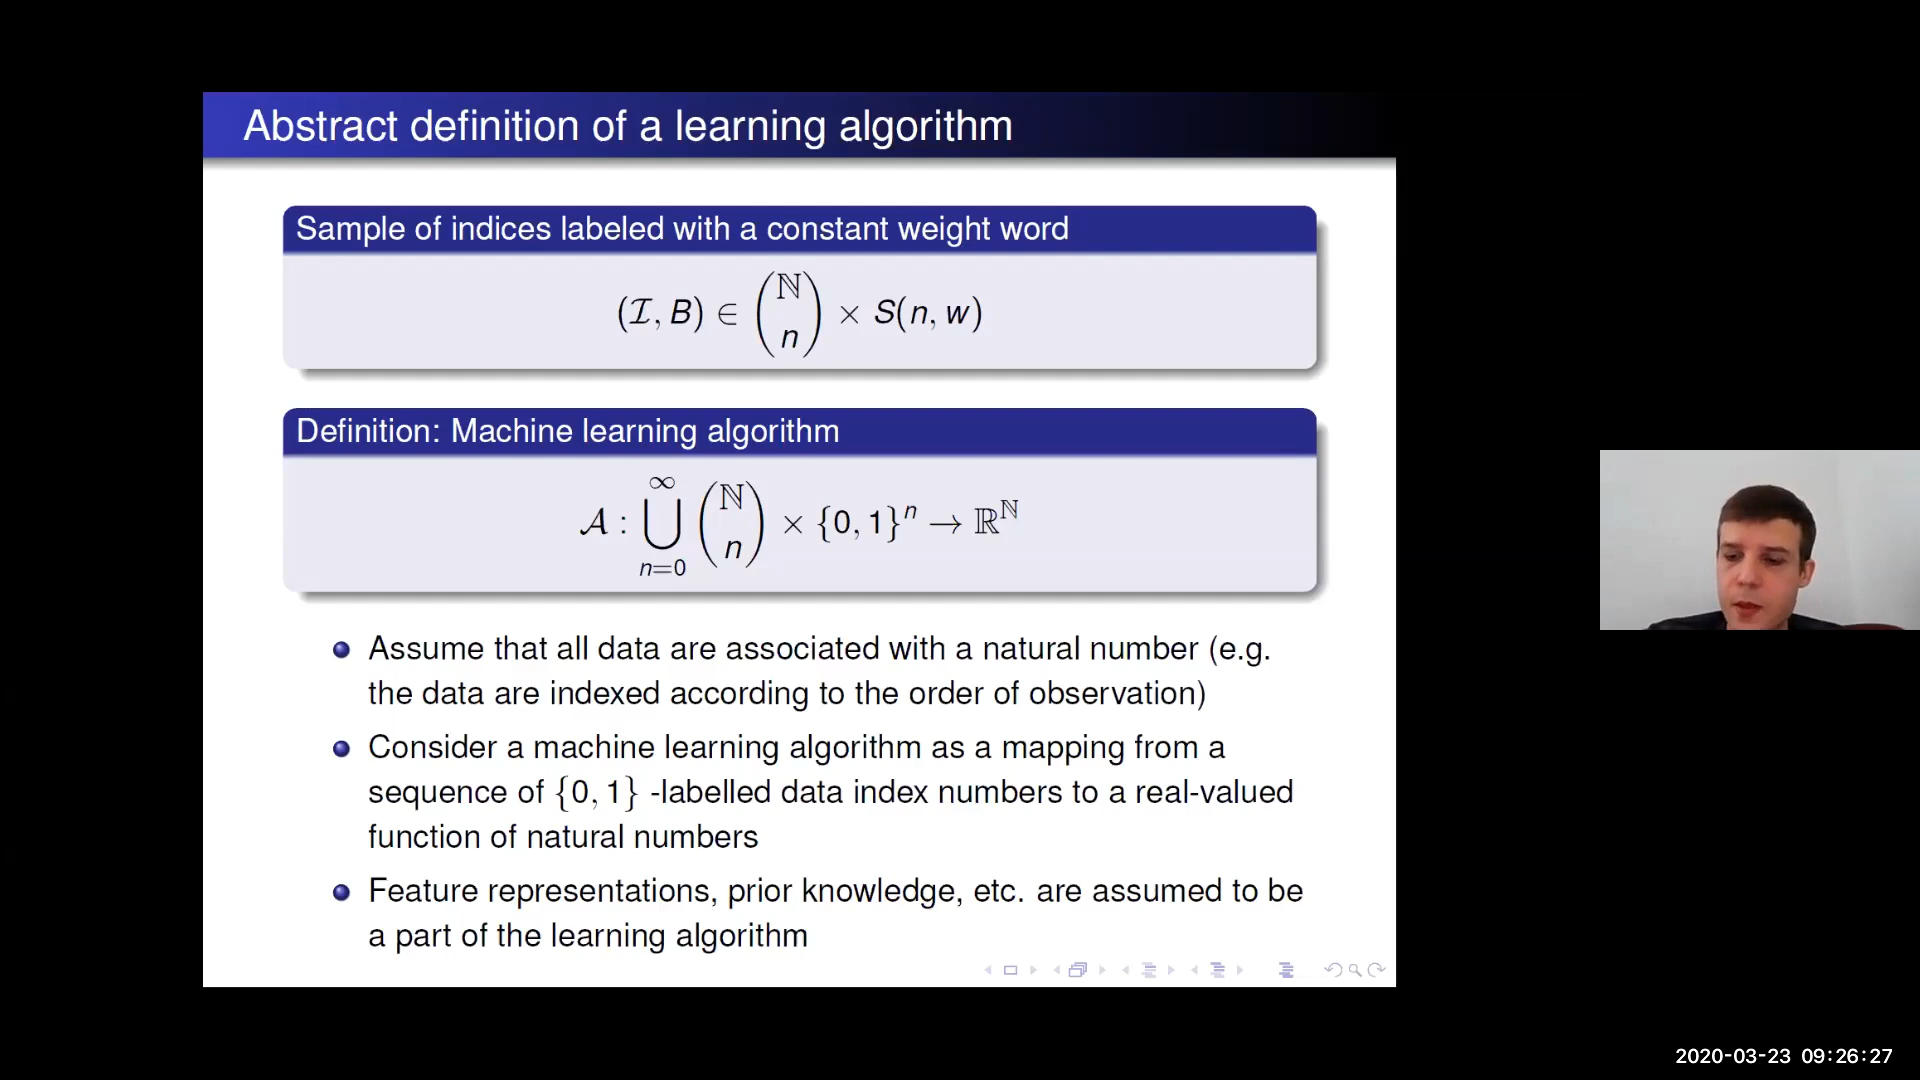 Abstract definition of a learning algorithm
Sample of indices labeled with a constant weight word
(ℐ, B) ∈ (ℕ n) × S(n, w)
Definition: Machine learning algorithm
𝒜 : ⋃_{n=0}^{∞} (ℕ n) × {0, 1}ⁿ → ℝ^ℕ
Assume that all data are associated with a natural number (e.g.
the data are indexed according to the order of observation)
Consider a machine learning algorithm as a mapping from a
sequence of {0, 1} -labelled data index numbers to a real-valued
function of natural numbers
Feature representations, prior knowledge, etc. are assumed to be
a part of the learning algorithm
2020-03-23 09:26:27